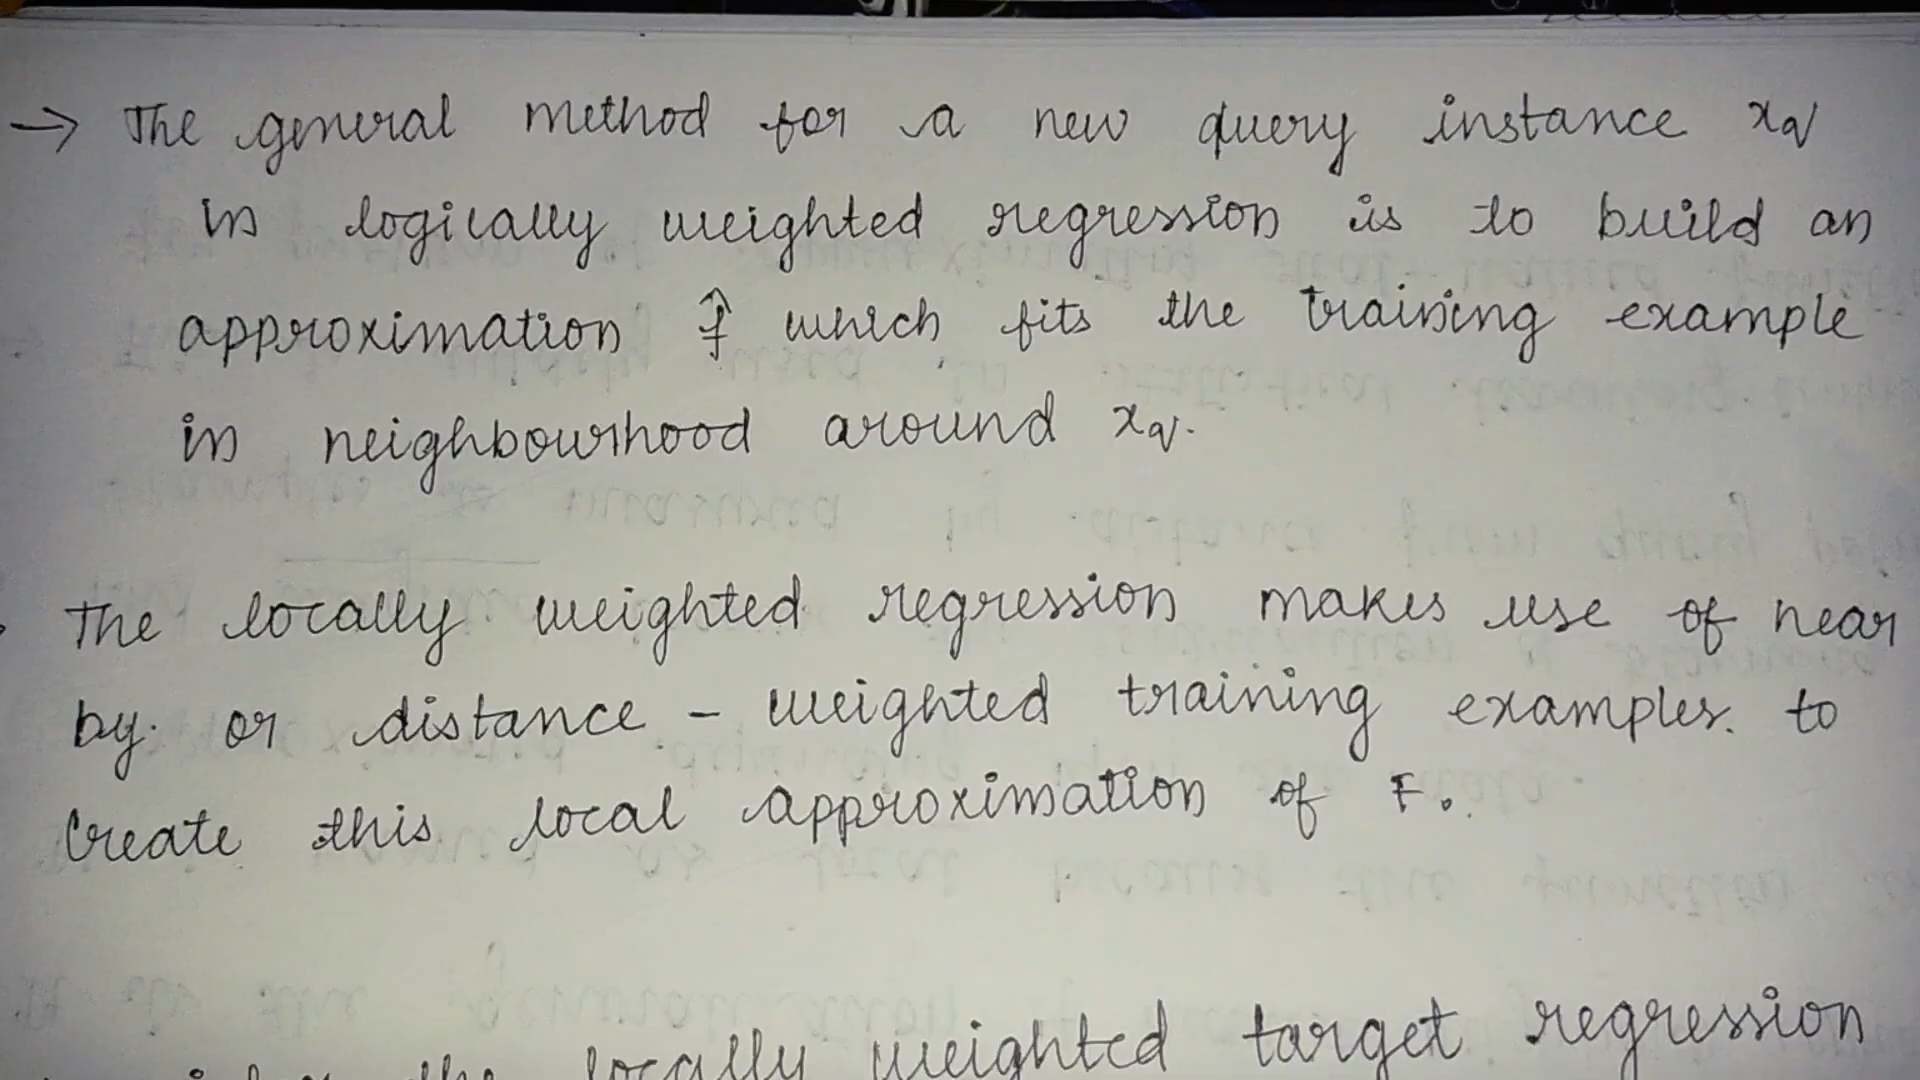 → The general method for a new query instance xq
in logically weighted regression is to build an
approximation f̂ which fits the training example
in neighbourhood around xq.
The locally weighted regression makes use of near
by. or distance - weighted training examples. to
Create this local approximation of F.
the locally weighted target regression